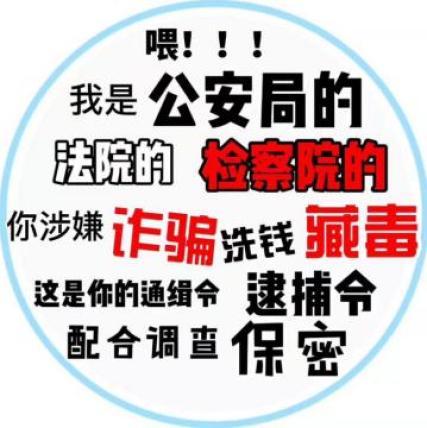 喂！！！
我是公安局的
法院的 检察院的
你涉嫌诈骗洗钱藏毒
这是你的通缉令 逮捕令
配合调查保密